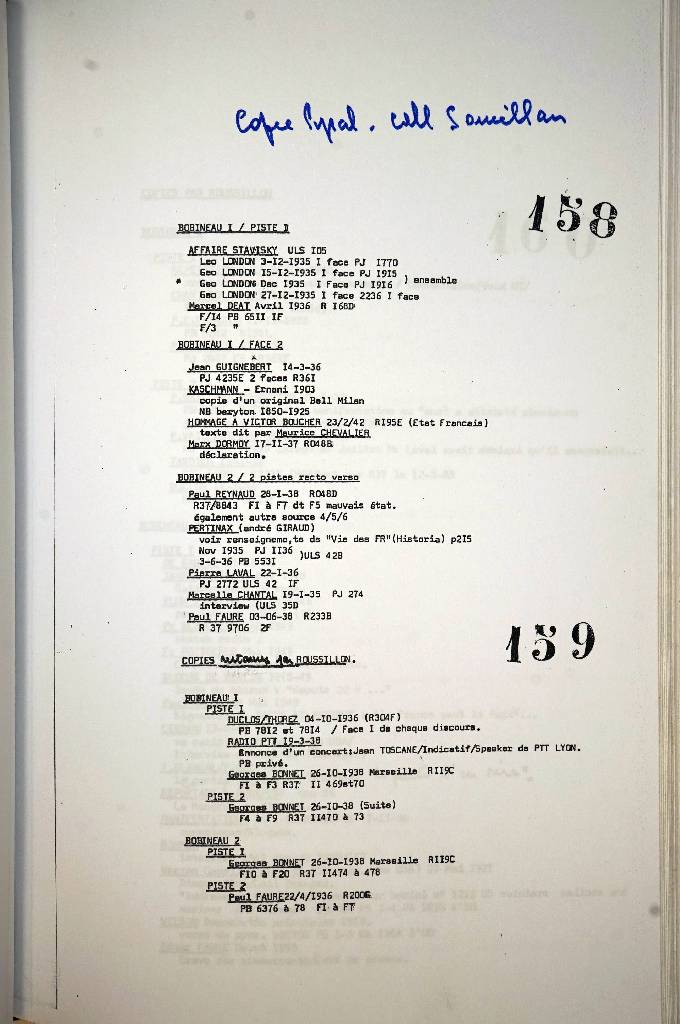 Copie Pyral. coll Sauvillan
158
BOBINEAU I / PISTE I
AFFAIRE STAVISKY ULS I05
Leo LONDON 3-I2-I935 I face PJ I770
Geo LONDON I5-I2-I935 I face PJ I9I5
* Geo LONDON Dec I935 I Face PJ I9I6 ) ensemble
Geo LONDON 27-I2-I935 I face 2236 I face
Marcel DEAT Avril I936 R I68D
F/I4 PB 65II IF
F/3 "
BOBINEAU I / FACE 2
Jean GUIGNEBERT I4-3-36
PJ 4235E 2 faces R36I
KASCHMANN - Ernani I903
copie d'un original Bell Milan
NB baryton I850-I925
HOMMAGE A VICTOR BOUCHER 23/2/42 RI95E (Etat Francais)
texte dit par Maurice CHEVALIER
Marx DORMOY I7-II-37 R048B
déclaration.
BOBINEAU 2 / 2 pistes recto verso
Paul REYNAUD 28-I-38 R048D
R37/8843 FI à F7 dt F5 mauvais état.
également autre source 4/5/6
PERTINAX (andré GIRAUD)
voir renseigneme,ts de "Vie des FR"(Historia) p2I5
Nov I935 PJ II36 )ULS 42B
3-6-36 PB 553I
Pierre LAVAL 22-I-36
PJ 2772 ULS 42 IF
Marcelle CHANTAL I9-I-35 PJ 274
interview (ULS 35D
Paul FAURE 03-06-38 R233B
R 37 9706 2F
159
COPIES ROUSSILLON.
BOBINEAU I
PISTE I
DUCLOS/THOREZ 04-I0-I936 (R304F)
PB 78I2 et 78I4 / Face I de chaque discours.
RADIO PTT I9-3-38
Ennonce d'un concert:Jean TOSCANE/Indicatif/Speaker de PTT LYON.
PB privé.
Georges BONNET 26-I0-I938 Marseille RII9C
FI à F3 R37 II 469et70
PISTE 2
Georges BONNET 26-I0-38 (Suite)
F4 à F9 R37 II470 à 73
BOBINEAU 2
PISTE I
Georges BONNET 26-I0-I938 Marseille RII9C
FI0 à F20 R37 II474 à 478
PISTE 2
Paul FAURE22/4/I936 R200G
PB 6376 à 78 FI à F7